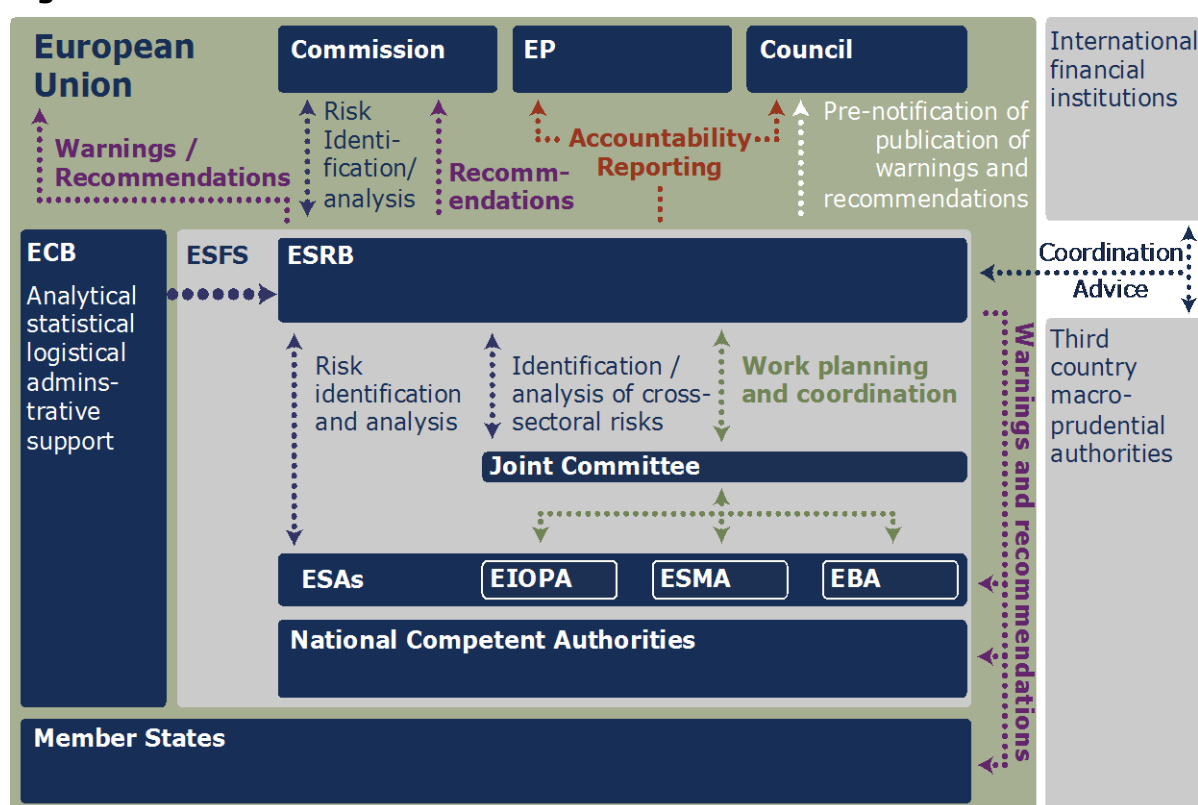 European
Union
Commission
EP
Council
International
financial
institutions
Warnings /
Recommendations
Risk
Identi-
fication/
analysis
Recomm-
endations
Accountability
Reporting
Pre-notification of
publication of
warnings and
recommendations
ECB
Analytical
statistical
logistical
admins-
trative
support
ESFS
ESRB
Coordination
Advice
Risk
identification
and analysis
Identification /
analysis of cross-
sectoral risks
Work planning
and coordination
Warnings and recommendations
Third
country
macro-
prudential
authorities
Joint Committee
ESAs
EIOPA
ESMA
EBA
National Competent Authorities
Member States